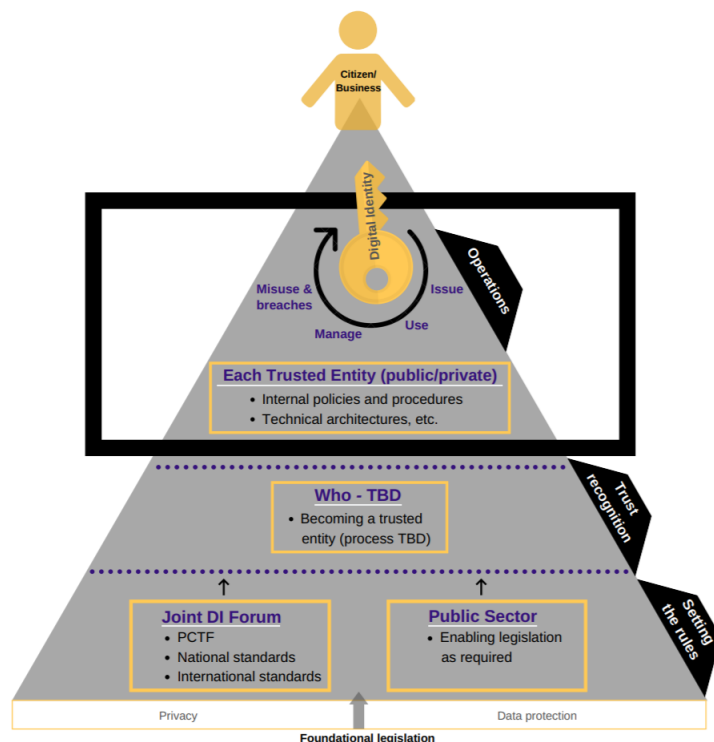 Citizen/
Business
Digital Identity
Misuse &
breaches
Issue
Use
Manage
Operations
Each Trusted Entity (public/private)
• Internal policies and procedures
• Technical architectures, etc.
Trust
recognition
Who - TBD
• Becoming a trusted
entity (process TBD)
Setting
the rules
Joint DI Forum
• PCTF
• National standards
• International standards
Public Sector
• Enabling legislation
as required
Privacy
Data protection
Foundational legislation